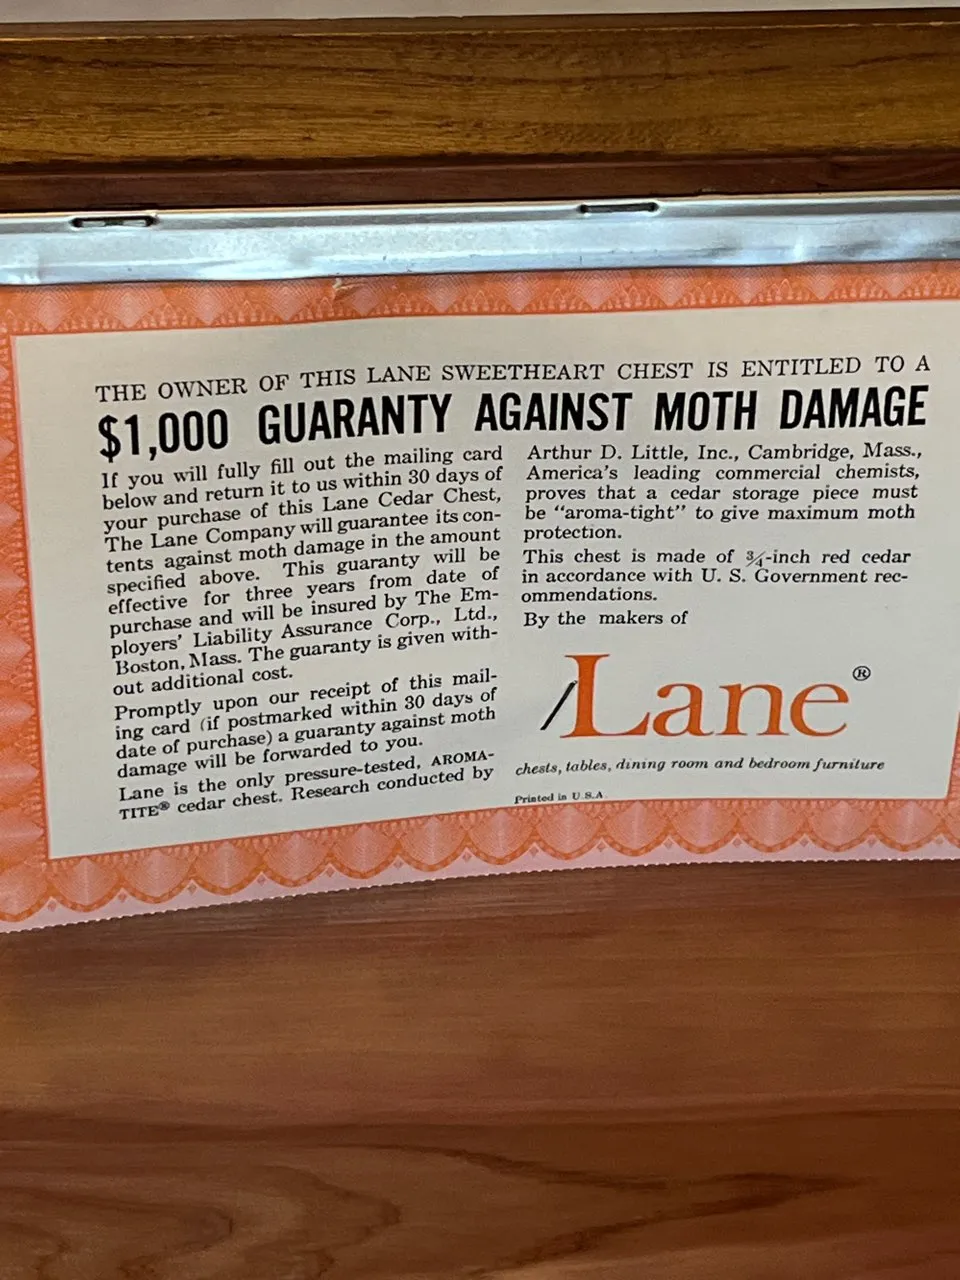 THE OWNER OF THIS LANE SWEETHEART CHEST IS ENTITLED TO A
$1,000 GUARANTY AGAINST MOTH DAMAGE
If you will fully fill out the mailing card
below and return it to us within 30 days of
your purchase of this Lane Cedar Chest,
The Lane Company will guarantee its con-
tents against moth damage in the amount
specified above. This guaranty will be
effective for three years from date of
purchase and will be insured by The Em-
ployers' Liability Assurance Corp., Ltd.,
Boston, Mass. The guaranty is given with-
out additional cost.
Promptly upon our receipt of this mail-
ing card (if postmarked within 30 days of
date of purchase) a guaranty against moth
damage will be forwarded to you.
Lane is the only pressure-tested, AROMA-
TITE® cedar chest. Research conducted by
Arthur D. Little, Inc., Cambridge, Mass.,
America's leading commercial chemists,
proves that a cedar storage piece must
be "aroma-tight" to give maximum moth
protection.
This chest is made of ¾-inch red cedar
in accordance with U. S. Government rec-
ommendations.
By the makers of
Lane®
chests, tables, dining room and bedroom furniture
Printed in U.S.A